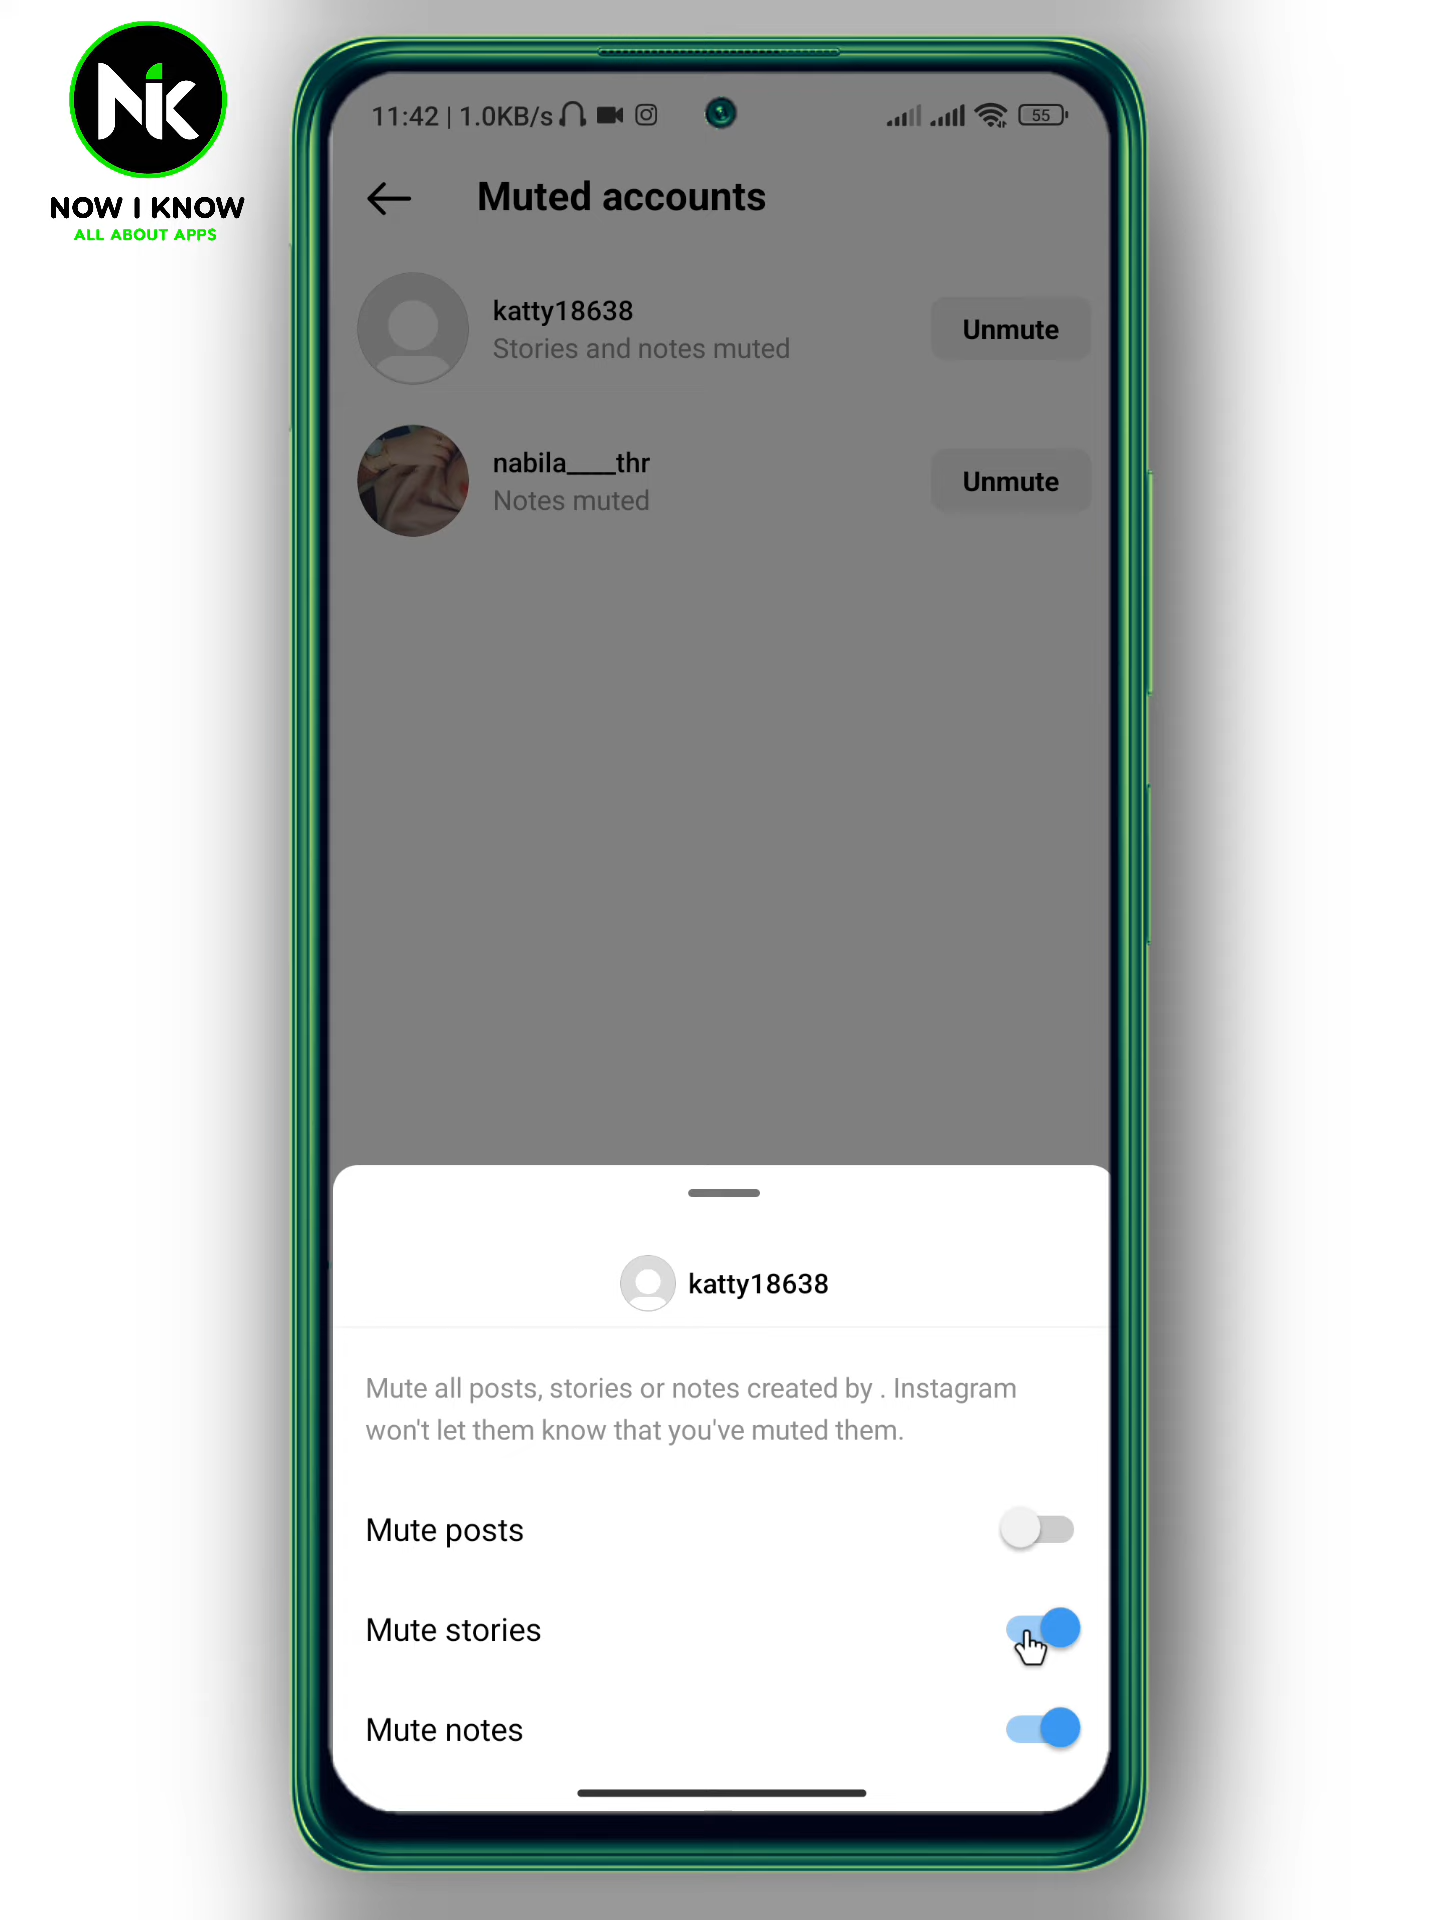 NiK
NOW I KNOW
ALL ABOUT APPS
11:42 | 1.0KB/s
55
Muted accounts
katty18638
Stories and notes muted
Unmute
nabila____thr
Notes muted
Unmute
katty18638
Mute all posts, stories or notes created by . Instagram
won't let them know that you've muted them.
Mute posts
Mute stories
Mute notes